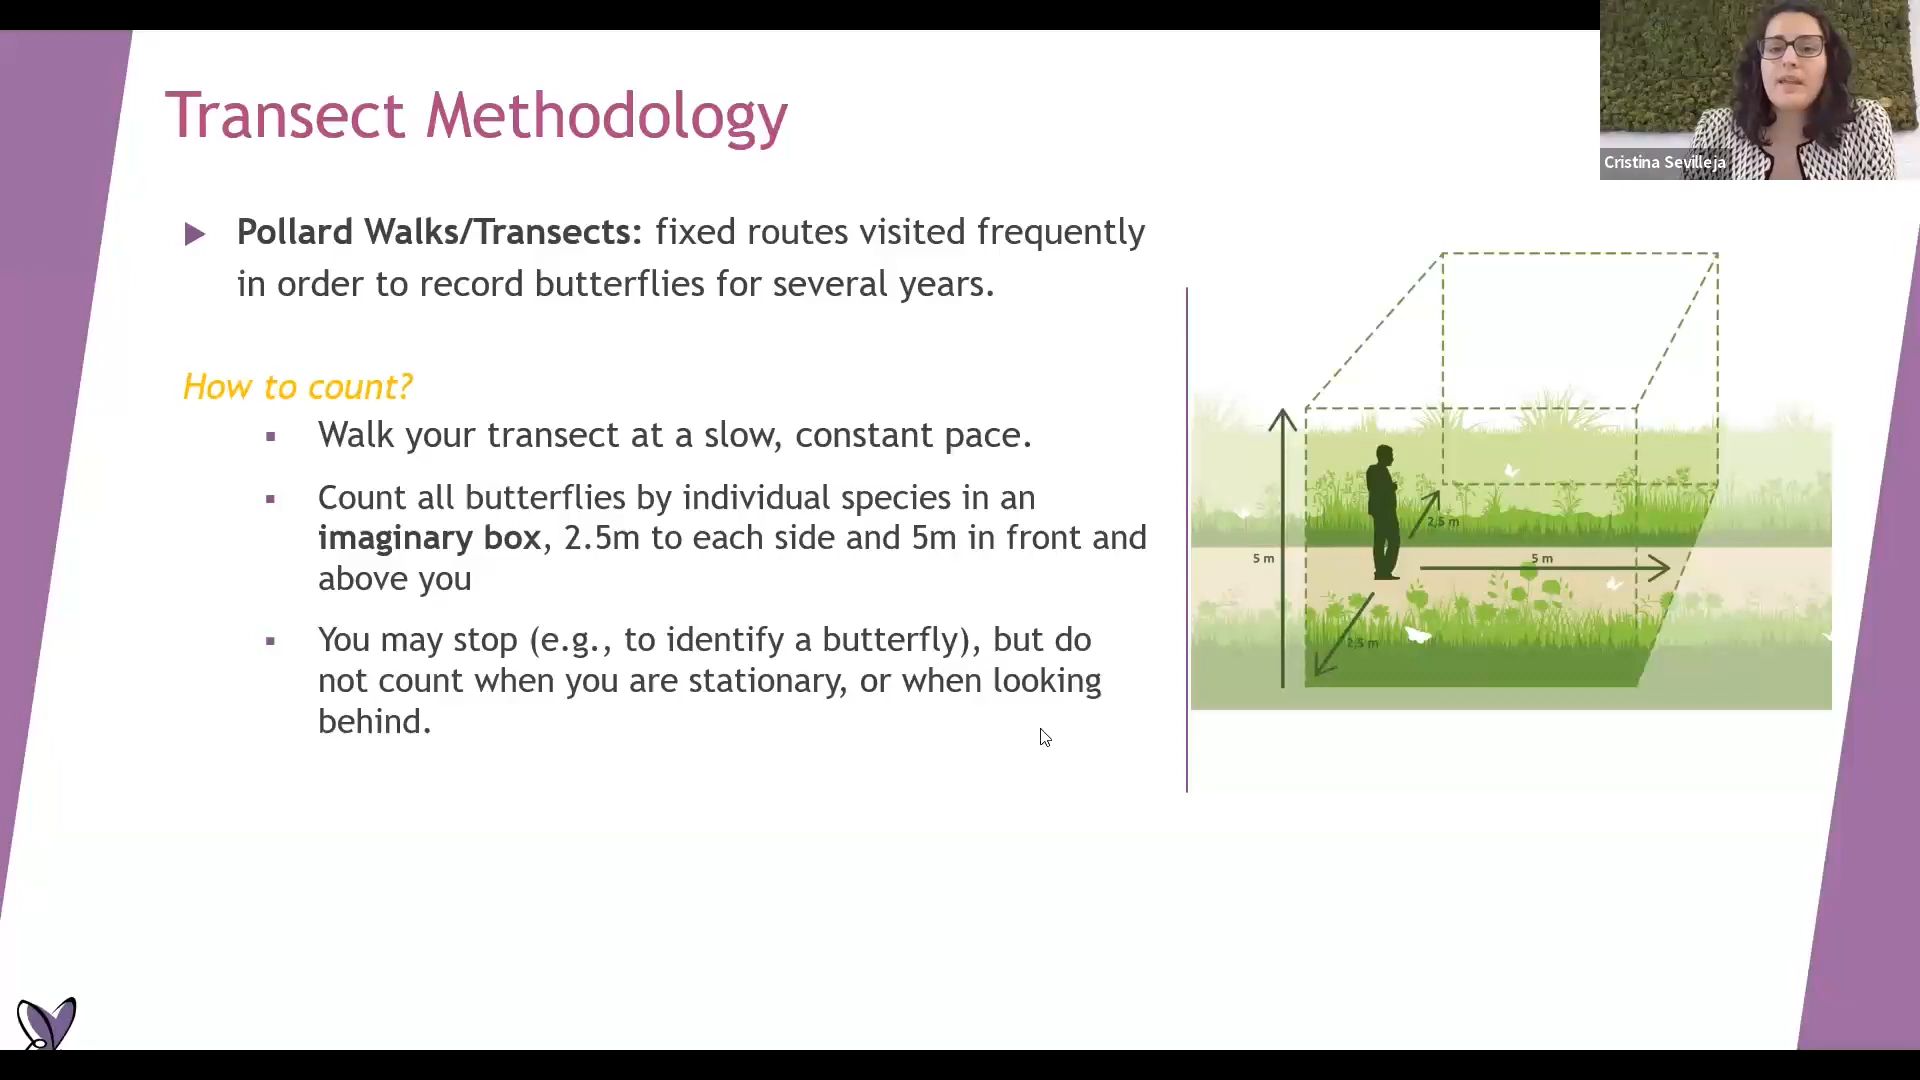 Transect Methodology
Cristina Sevilleja
Pollard Walks/Transects: fixed routes visited frequently
in order to record butterflies for several years.
How to count?
Walk your transect at a slow, constant pace.
Count all butterflies by individual species in an
imaginary box, 2.5m to each side and 5m in front and
above you
You may stop (e.g., to identify a butterfly), but do
not count when you are stationary, or when looking
behind.
2,5 m
5 m
5 m
2,5 m